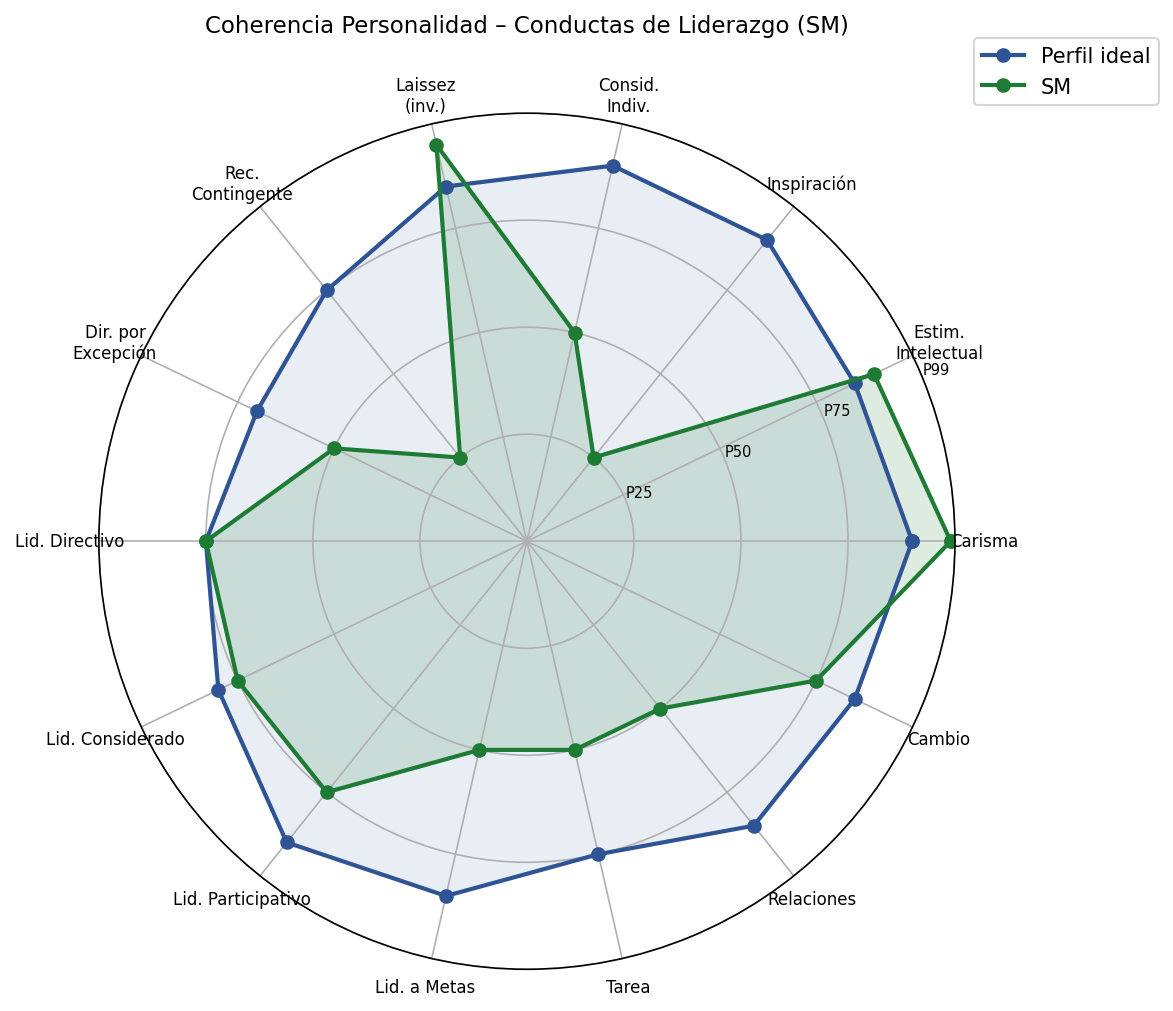 Coherencia Personalidad – Conductas de Liderazgo (SM)
Perfil ideal
SM
Laissez
(inv.)
Consid.
Indiv.
Rec.
Contingente
Inspiración
Dir. por
Excepción
Estim.
Intelectual
P99
P75
P50
P25
Lid. Directivo
Carisma
Lid. Considerado
Cambio
Lid. Participativo
Relaciones
Lid. a Metas
Tarea